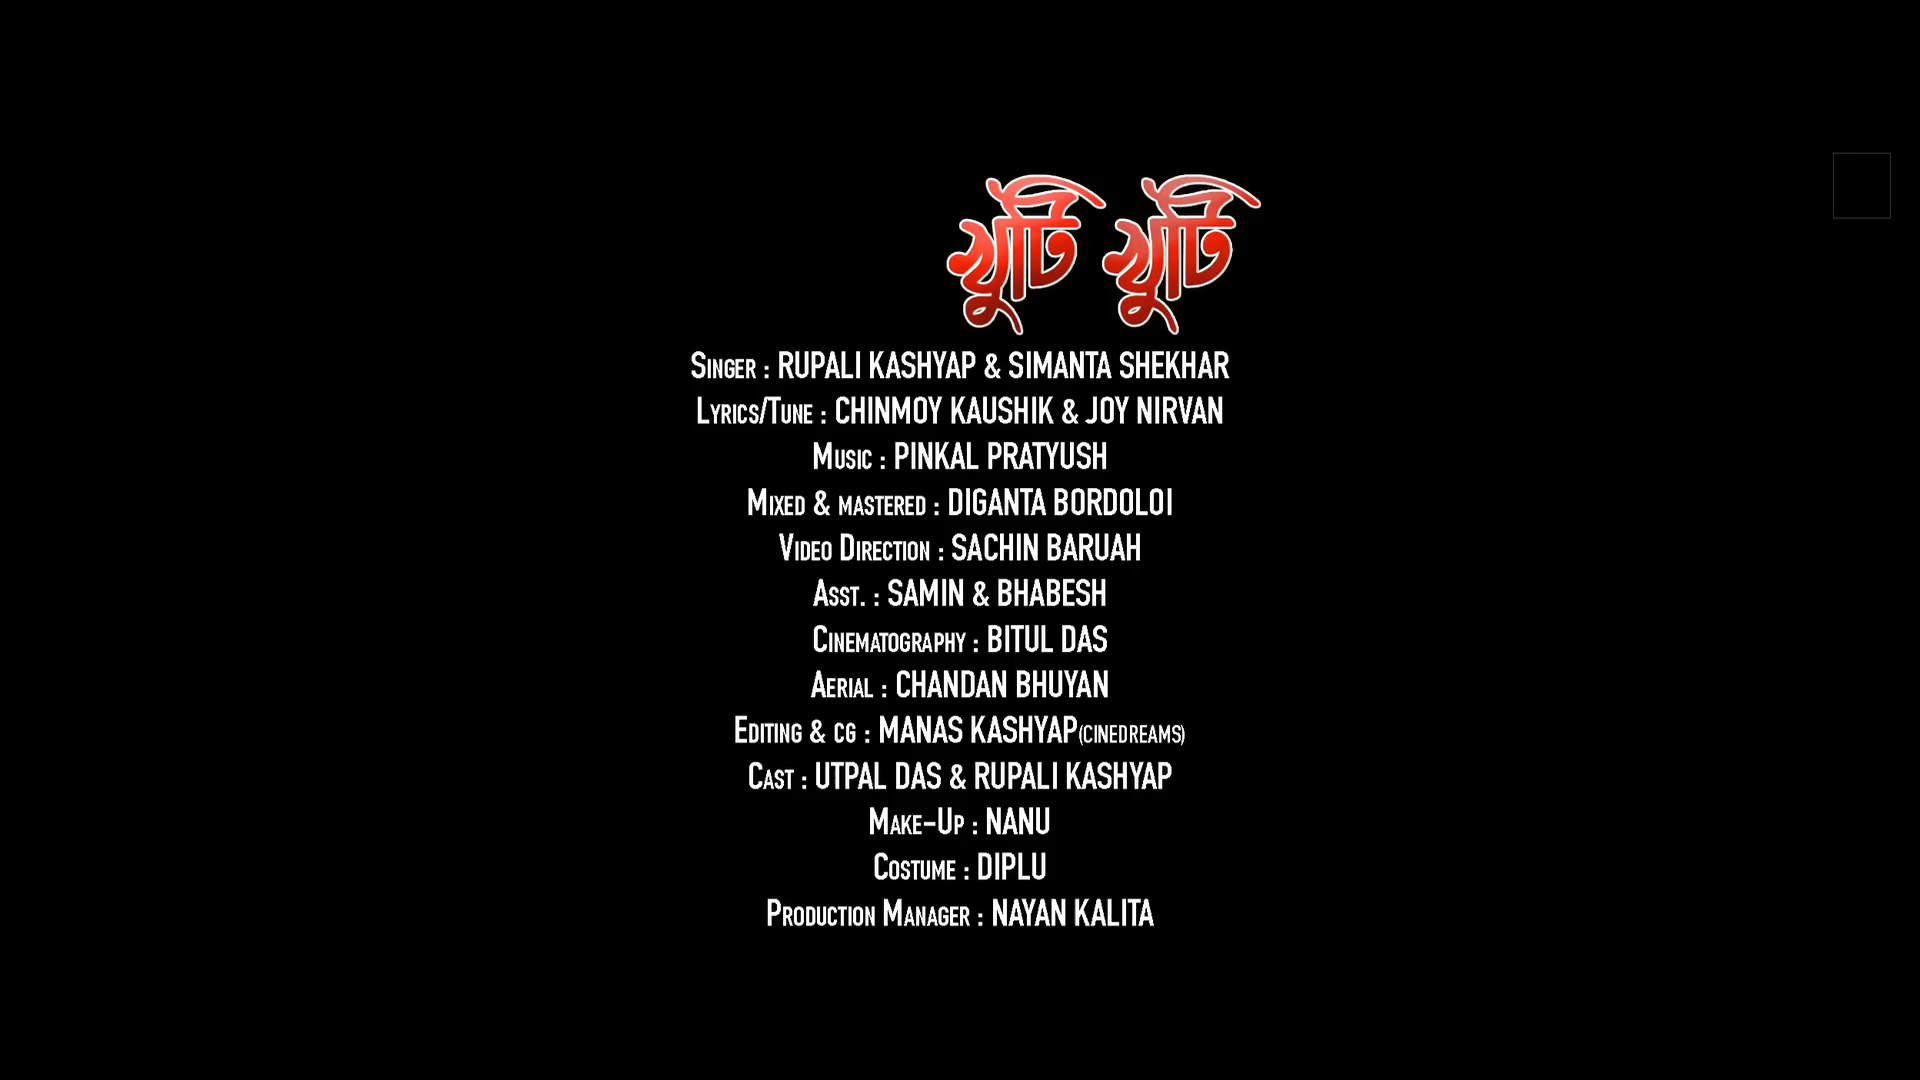 খুটি খুটি
Singer : RUPALI KASHYAP & SIMANTA SHEKHAR
Lyrics/Tune : CHINMOY KAUSHIK & JOY NIRVAN
Music : PINKAL PRATYUSH
Mixed & mastered : DIGANTA BORDOLOI
Video Direction : SACHIN BARUAH
Asst. : SAMIN & BHABESH
Cinematography : BITUL DAS
Aerial : CHANDAN BHUYAN
Editing & cg : MANAS KASHYAP(CINEDREAMS)
Cast : UTPAL DAS & RUPALI KASHYAP
Make-Up : NANU
Costume : DIPLU
Production Manager : NAYAN KALITA